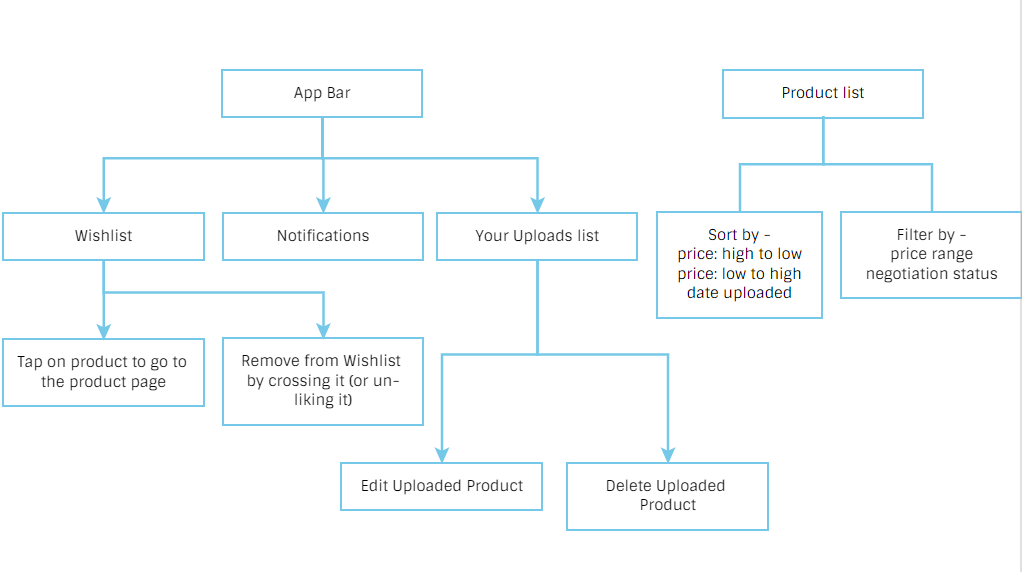 App Bar
Product list
Wishlist
Notifications
Your Uploads list
Sort by -
price: high to low
price: low to high
date uploaded
Filter by -
price range
negotiation status
Tap on product to go to
the product page
Remove from Wishlist
by crossing it (or un-
liking it)
Edit Uploaded Product
Delete Uploaded
Product